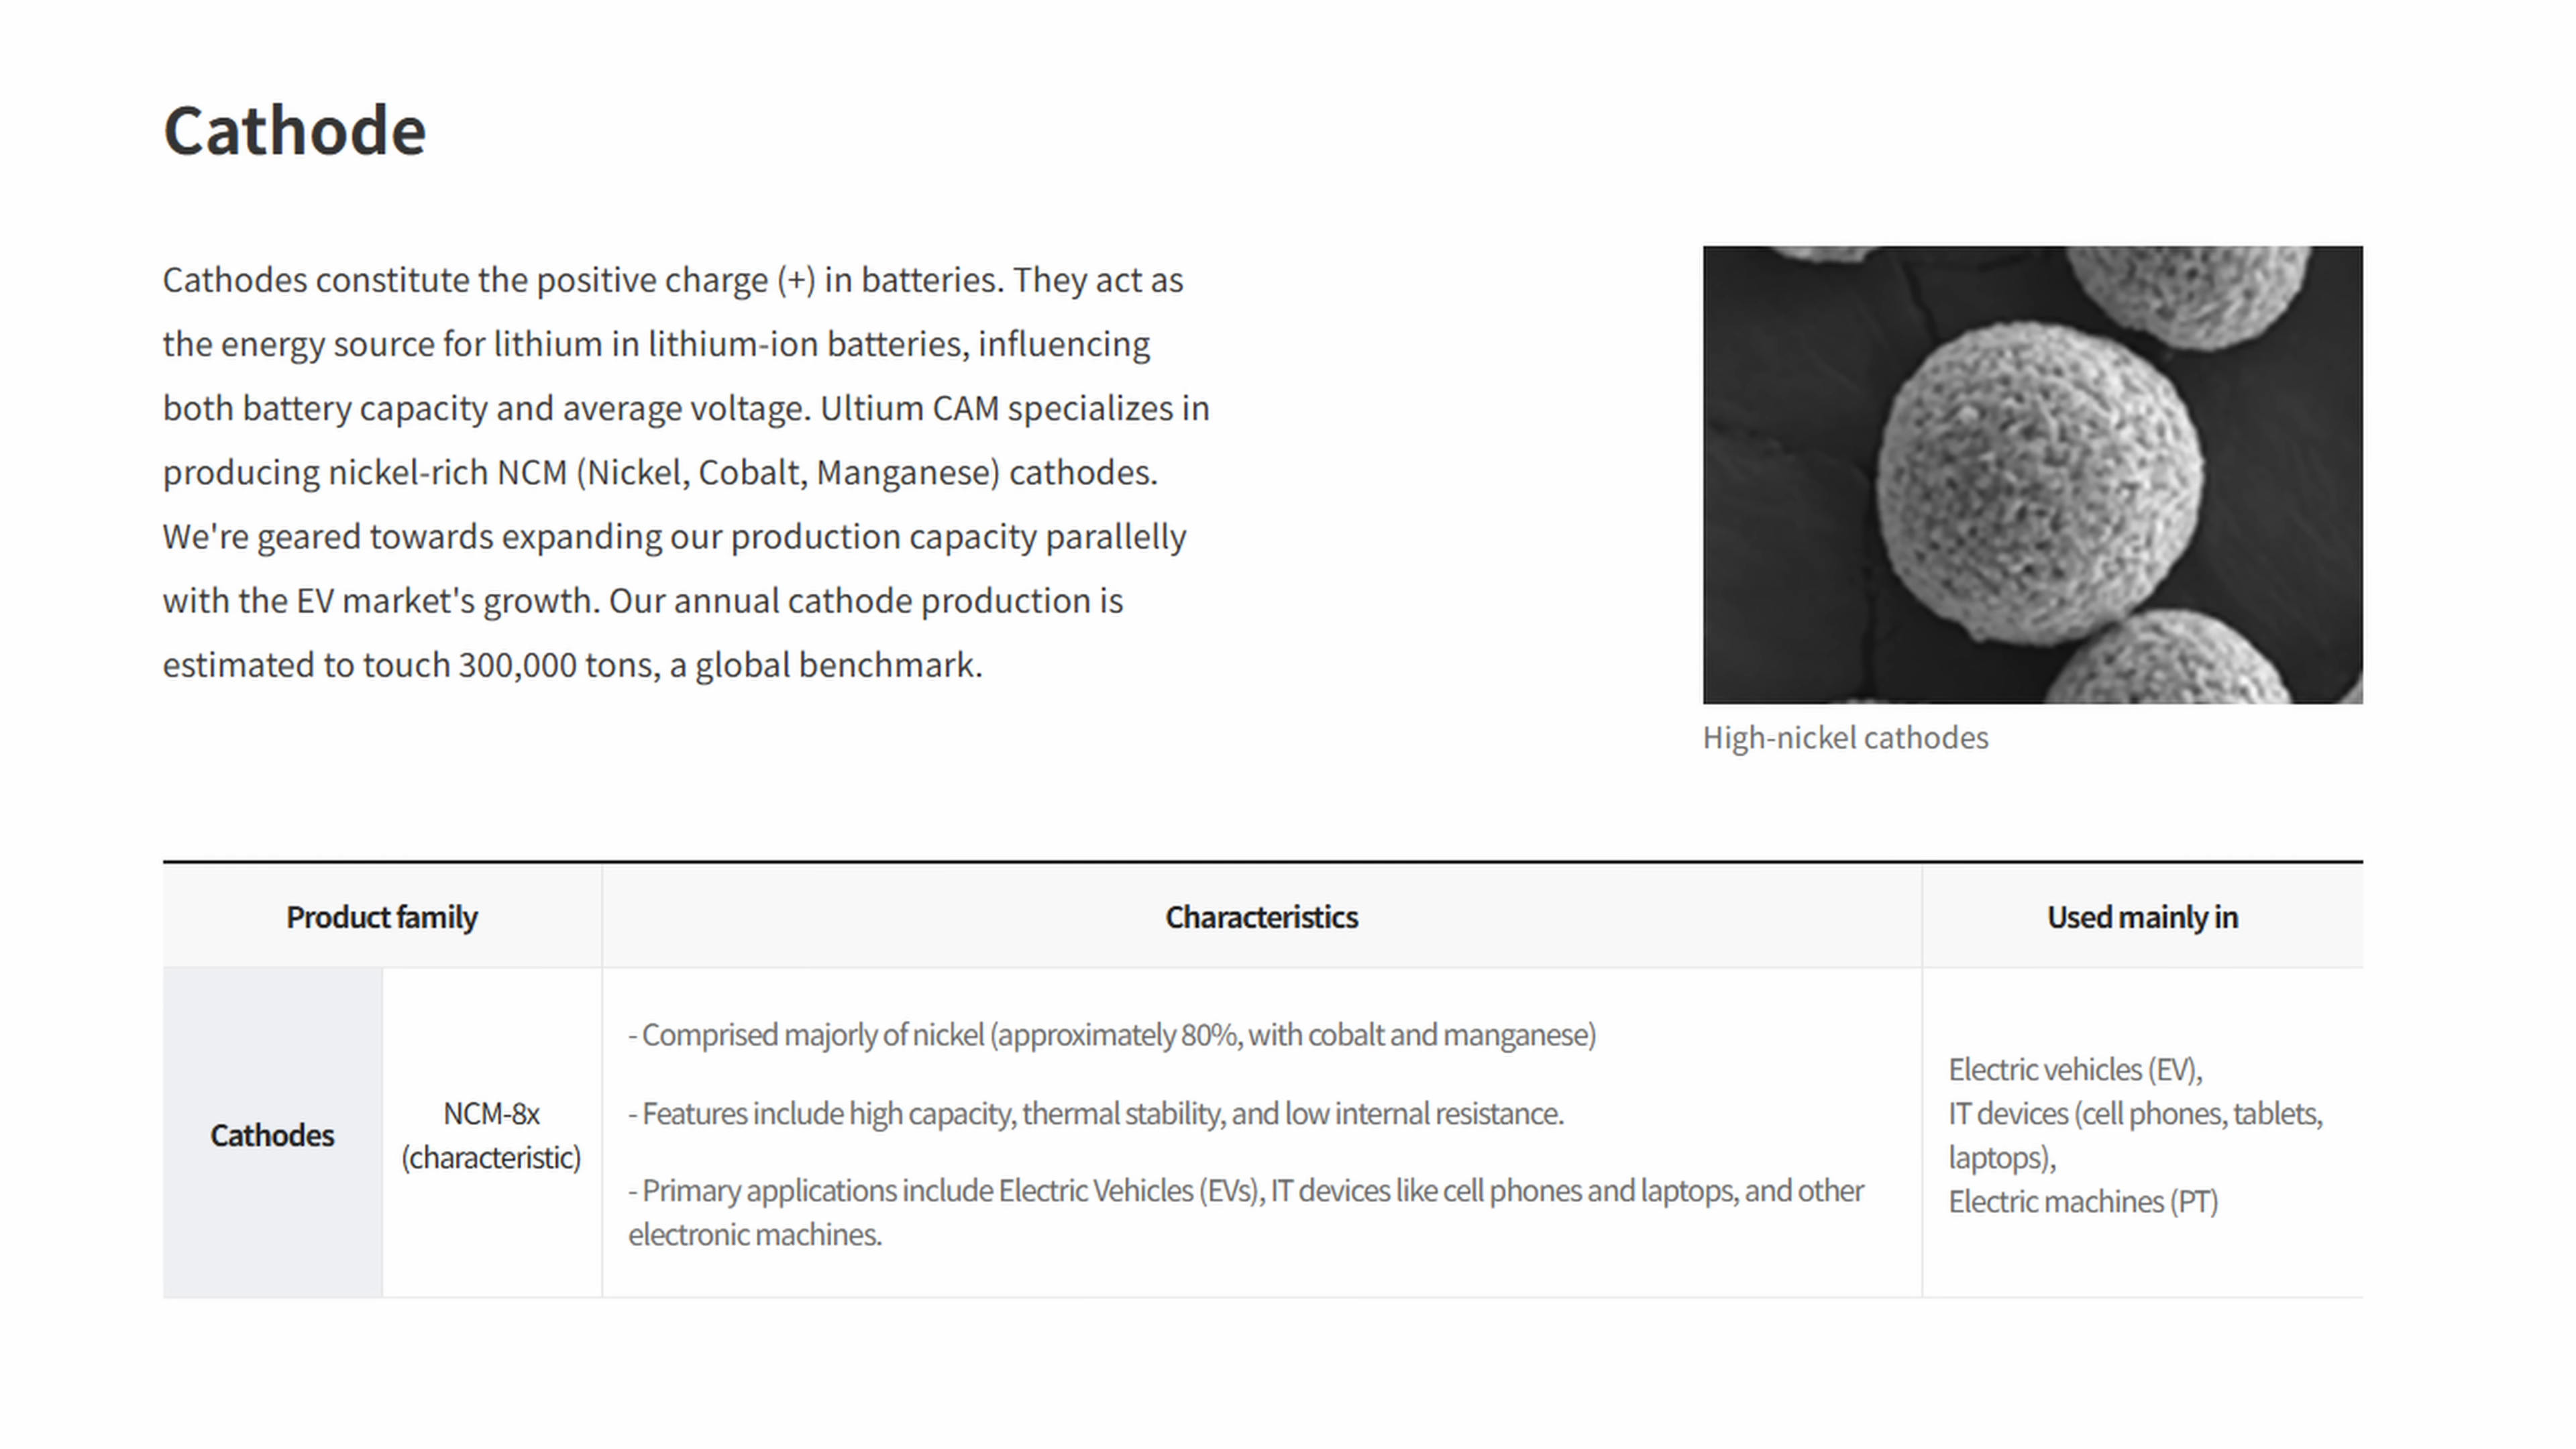 Cathode
Cathodes constitute the positive charge (+) in batteries. They act as
the energy source for lithium in lithium-ion batteries, influencing
both battery capacity and average voltage. Ultium CAM specializes in
producing nickel-rich NCM (Nickel, Cobalt, Manganese) cathodes.
We're geared towards expanding our production capacity parallelly
with the EV market's growth. Our annual cathode production is
estimated to touch 300,000 tons, a global benchmark.
High-nickel cathodes
Product family
Characteristics
Used mainly in
Cathodes
NCM-8x
(characteristic)
- Comprised majorly of nickel (approximately 80%, with cobalt and manganese)
- Features include high capacity, thermal stability, and low internal resistance.
- Primary applications include Electric Vehicles (EVs), IT devices like cell phones and laptops, and other
electronic machines.
Electric vehicles (EV),
IT devices (cell phones, tablets,
laptops),
Electric machines (PT)